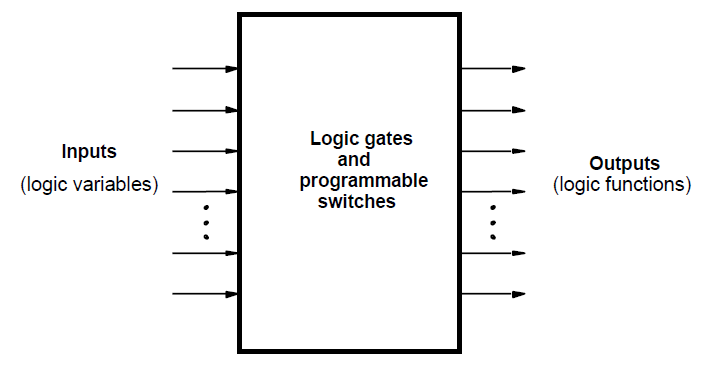 Inputs
(logic variables)
Logic gates
and
programmable
switches
Outputs
(logic functions)